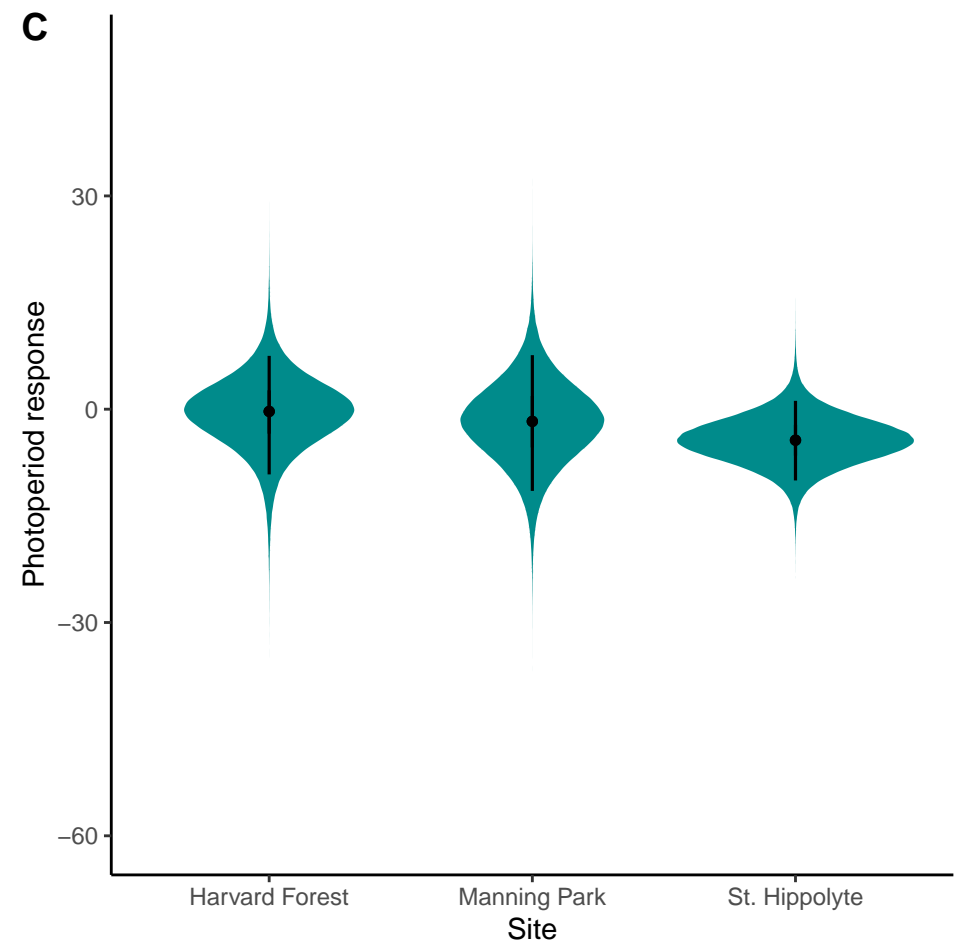 C
Photoperiod response
30
0
−30
−60
Harvard Forest Manning Park St. Hippolyte
Site